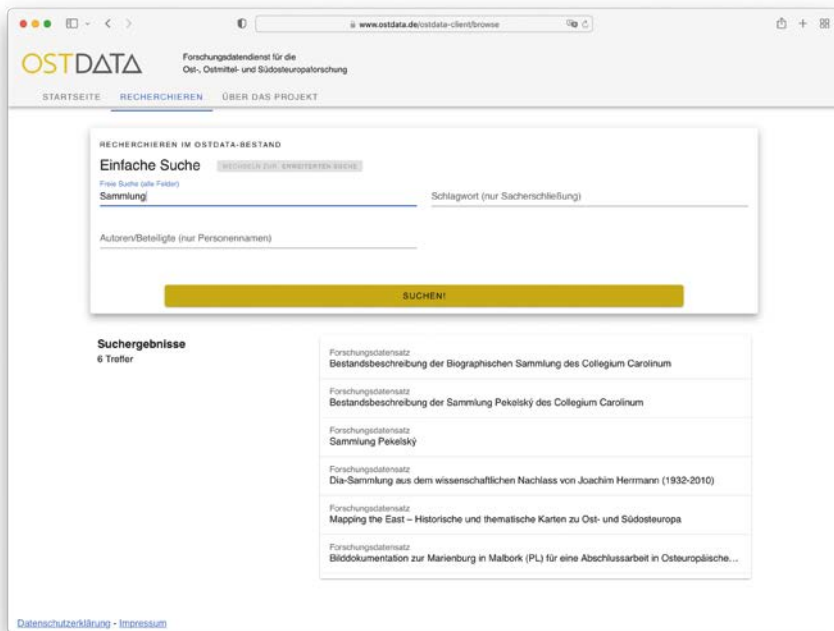 www.ostdata.de/ostdata-client/browse
OSTDATA
Forschungsdatendienst für die
Ost-, Ostmittel- und Südosteuropaforschung
STARTSEITE RECHERCHIEREN ÜBER DAS PROJEKT
RECHERCHIEREN IM OSTDATA-BESTAND
Einfache Suche WECHSELN ZUR: ERWEITERTEN SUCHE
Freie Suche (alle Felder)
Sammlung Schlagwort (nur Sacherschließung)
Autoren/Beteiligte (nur Personennamen)
SUCHEN!
Suchergebnisse
6 Treffer
Forschungsdatensatz
Bestandsbeschreibung der Biographischen Sammlung des Collegium Carolinum
Forschungsdatensatz
Bestandsbeschreibung der Sammlung Pekelský des Collegium Carolinum
Forschungsdatensatz
Sammlung Pekelský
Forschungsdatensatz
Dia-Sammlung aus dem wissenschaftlichen Nachlass von Joachim Herrmann (1932-2010)
Forschungsdatensatz
Mapping the East – Historische und thematische Karten zu Ost- und Südosteuropa
Forschungsdatensatz
Bilddokumentation zur Marienburg in Malbork (PL) für eine Abschlussarbeit in Osteuropäische...
Datenschutzerklärung - Impressum